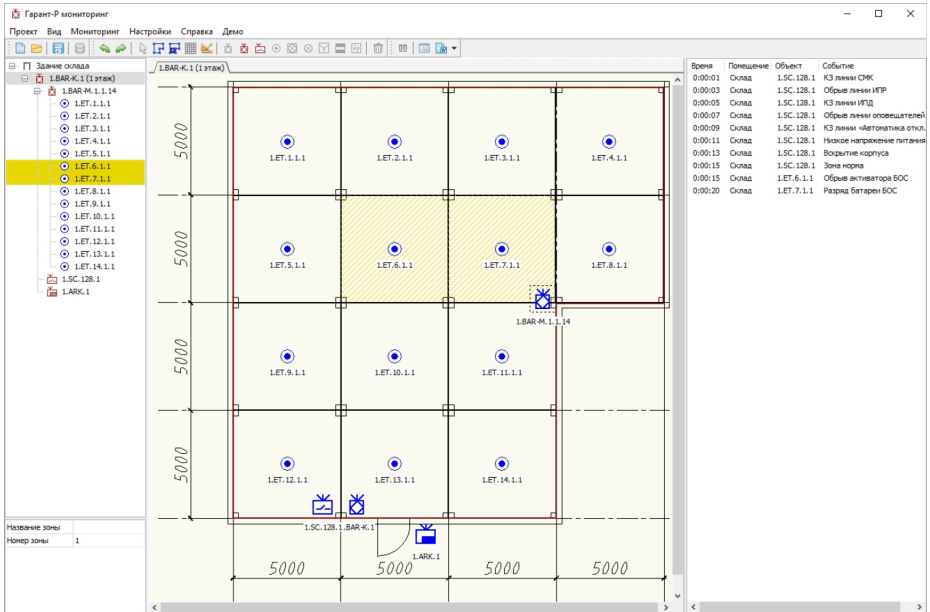 Гарант-Р мониторинг
Проект Вид Мониторинг Настройки Справка Демо
Здание склада
1.BAR-K.1 (1 этаж)
1.BAR-M.1.1.14
1.ET.1.1.1
1.ET.2.1.1
1.ET.3.1.1
1.ET.4.1.1
1.ET.5.1.1
1.ET.6.1.1
1.ET.7.1.1
1.ET.8.1.1
1.ET.9.1.1
1.ET.10.1.1
1.ET.11.1.1
1.ET.12.1.1
1.ET.13.1.1
1.ET.14.1.1
1.SC.128.1
1.ARK.1
Название зоны
Номер зоны 1
1.BAR-K.1 (1 этаж)
5000
1.ET.1.1.1 1.ET.2.1.1 1.ET.3.1.1 1.ET.4.1.1
5000
1.ET.5.1.1 1.ET.6.1.1 1.ET.7.1.1 1.ET.8.1.1
1.BAR-M.1.1.14
5000
1.ET.9.1.1 1.ET.10.1.1 1.ET.11.1.1
5000
1.ET.12.1.1 1.ET.13.1.1 1.ET.14.1.1
1.SC.128.1.BAR-K.1
1.ARK.1
5000 5000 5000 5000
Время Помещение Объект Событие
0:00:01 Склад 1.SC.128.1 КЗ линии СМК
0:00:03 Склад 1.SC.128.1 Обрыв линии ИПР
0:00:05 Склад 1.SC.128.1 КЗ линии ИПД
0:00:07 Склад 1.SC.128.1 Обрыв линии оповещателей
0:00:09 Склад 1.SC.128.1 КЗ линии «Автоматика откл.
0:00:11 Склад 1.SC.128.1 Низкое напряжение питания
0:00:13 Склад 1.SC.128.1 Вскрытие корпуса
0:00:15 Склад 1.SC.128.1 Зона норма
0:00:15 Склад 1.ET.6.1.1 Обрыв активатора БОС
0:00:20 Склад 1.ET.7.1.1 Разряд батареи БОС